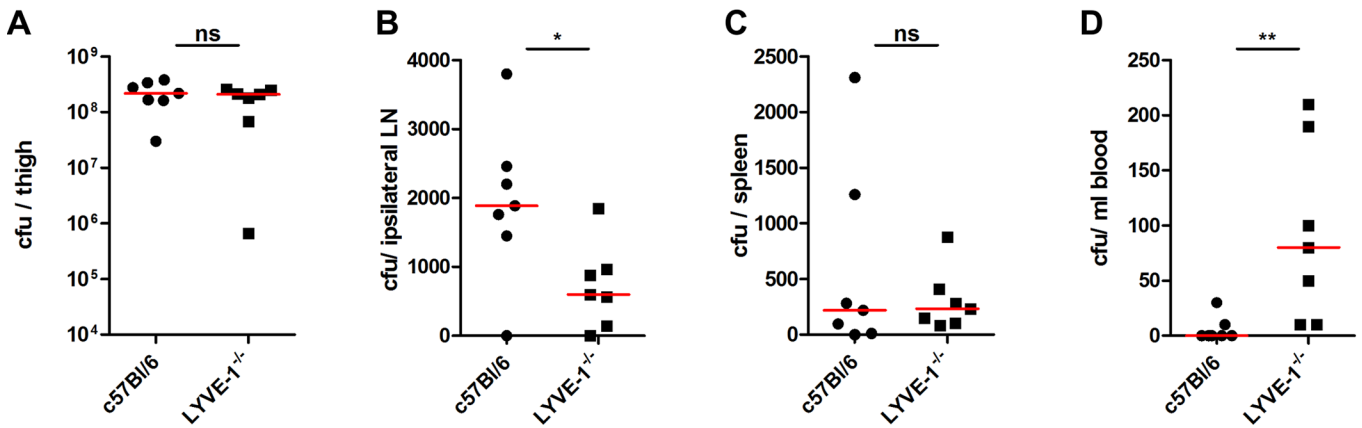 A
ns
cfu / thigh
10⁹
10⁸
10⁷
10⁶
10⁵
10⁴
c57Bl/6
LYVE-1⁻/⁻
B
*
cfu/ ipsilateral LN
4000
3000
2000
1000
0
c57Bl/6
LYVE-1⁻/⁻
C
ns
cfu / spleen
2500
2000
1500
1000
500
0
c57Bl/6
LYVE-1⁻/⁻
D
**
cfu/ ml blood
250
200
150
100
50
0
c57Bl/6
LYVE-1⁻/⁻